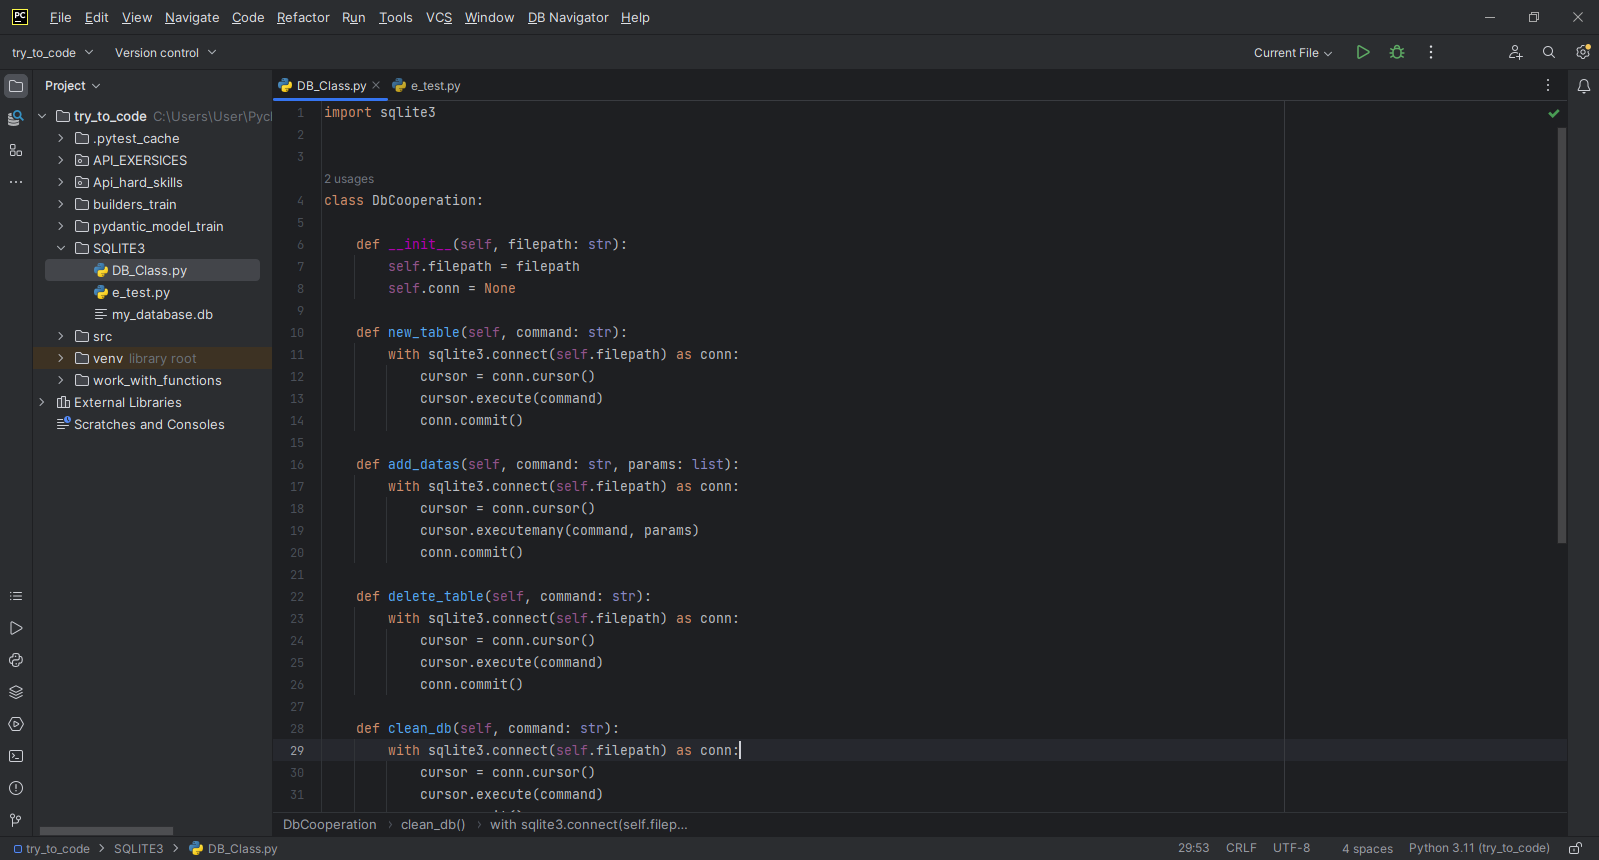 PC
File Edit View Navigate Code Refactor Run Tools VCS Window DB Navigator Help
try_to_code Version control Current File
Project
DB_Class.py e_test.py
try_to_code C:\Users\User\Pyc
.pytest_cache
API_EXERSICES
Api_hard_skills
builders_train
pydantic_model_train
SQLITE3
DB_Class.py
e_test.py
my_database.db
src
venv library root
work_with_functions
External Libraries
Scratches and Consoles
1 import sqlite3
2
3
2 usages
4 class DbCooperation:
5
6 def __init__(self, filepath: str):
7 self.filepath = filepath
8 self.conn = None
9
10 def new_table(self, command: str):
11 with sqlite3.connect(self.filepath) as conn:
12 cursor = conn.cursor()
13 cursor.execute(command)
14 conn.commit()
15
16 def add_datas(self, command: str, params: list):
17 with sqlite3.connect(self.filepath) as conn:
18 cursor = conn.cursor()
19 cursor.executemany(command, params)
20 conn.commit()
21
22 def delete_table(self, command: str):
23 with sqlite3.connect(self.filepath) as conn:
24 cursor = conn.cursor()
25 cursor.execute(command)
26 conn.commit()
27
28 def clean_db(self, command: str):
29 with sqlite3.connect(self.filepath) as conn:
30 cursor = conn.cursor()
31 cursor.execute(command)
DbCooperation › clean_db() › with sqlite3.connect(self.filep...
try_to_code > SQLITE3 > DB_Class.py 29:53 CRLF UTF-8 4 spaces Python 3.11 (try_to_code)